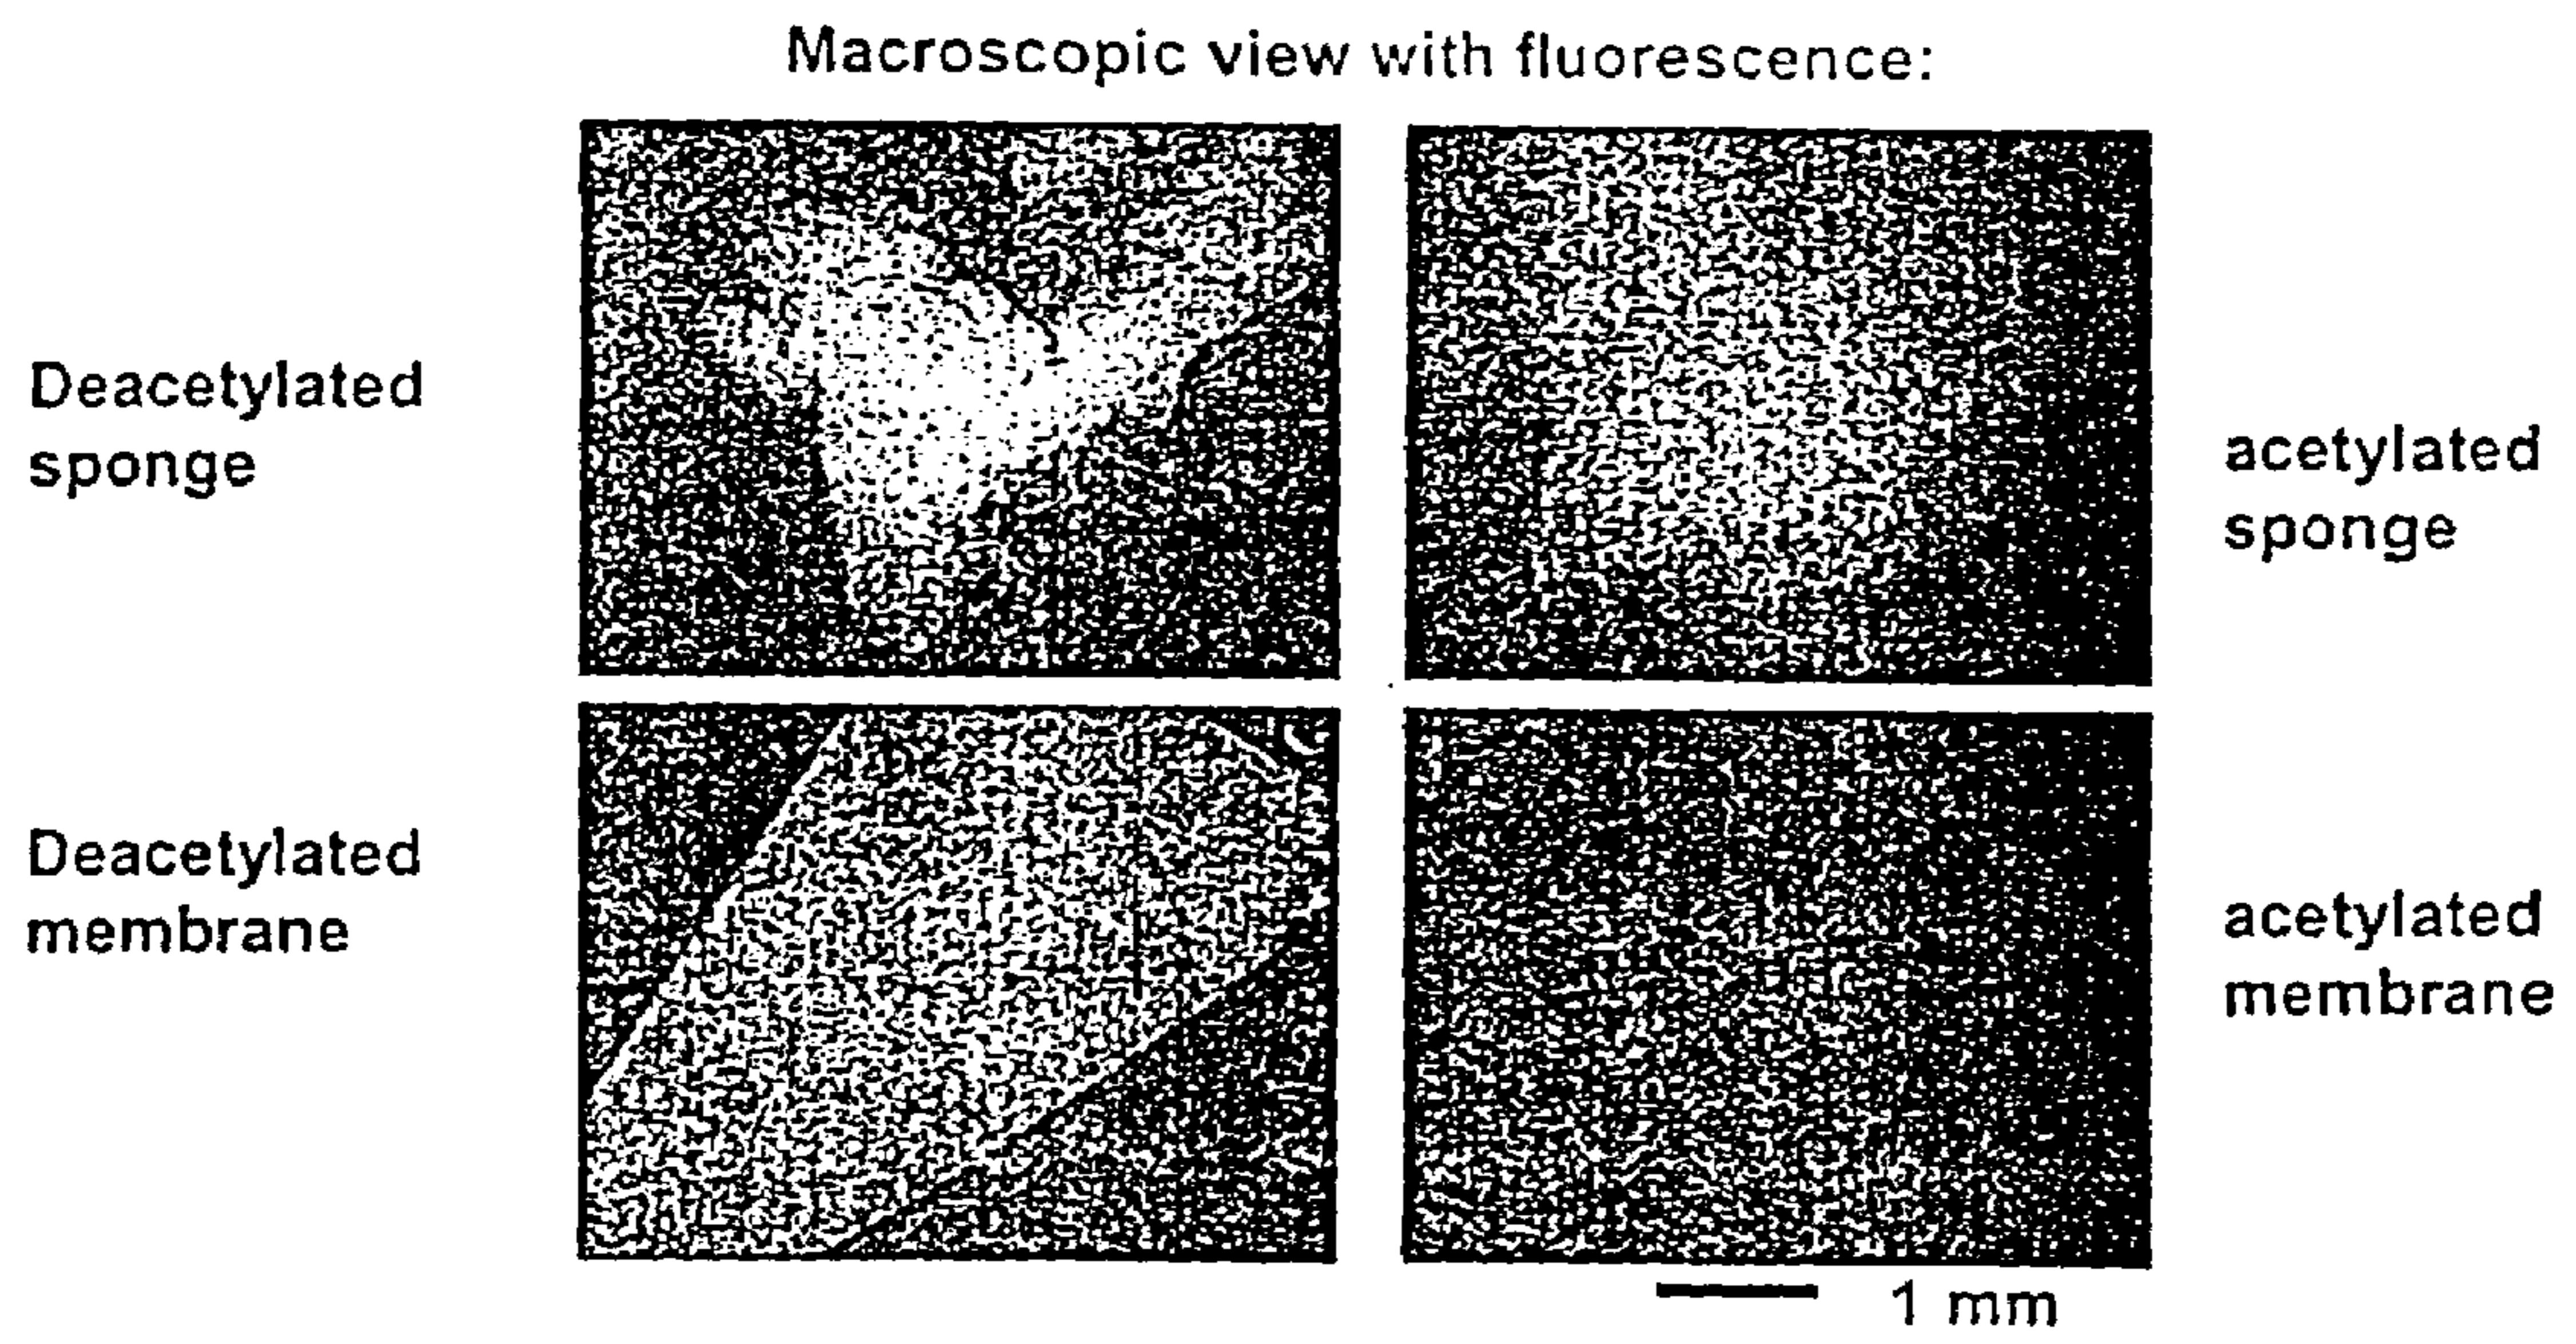 Macroscopic view with fluorescence:
Deacetylated
sponge
acetylated
sponge
Deacetylated
membrane
acetylated
membrane
1 mm